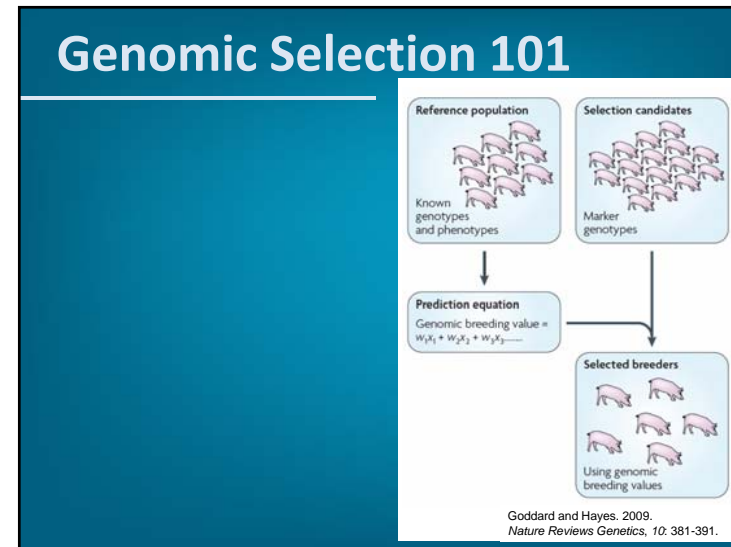 Genomic Selection 101
Reference population
Known
genotypes
and phenotypes
Selection candidates
Marker
genotypes
Prediction equation
Genomic breeding value =
w₁x₁ + w₂x₂ + w₃x₃......
Selected breeders
Using genomic
breeding values
Goddard and Hayes. 2009.
Nature Reviews Genetics, 10: 381-391.